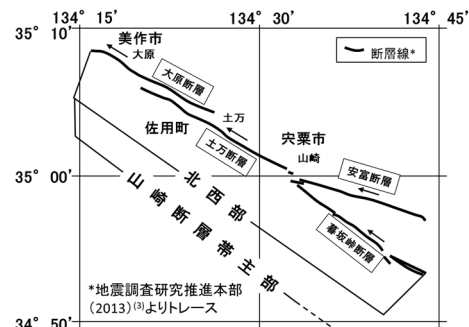 134° 15′
134° 30′
134° 45′
35° 10′
35° 00′
34° 50′
断層線*
美作市
大原
大原断層
佐用町
土万
土万断層
宍粟市
山崎
安富断層
暮坂峠断層
北西部
山崎断層帯主部
*地震調査研究推進本部
（2013）(3)よりトレース